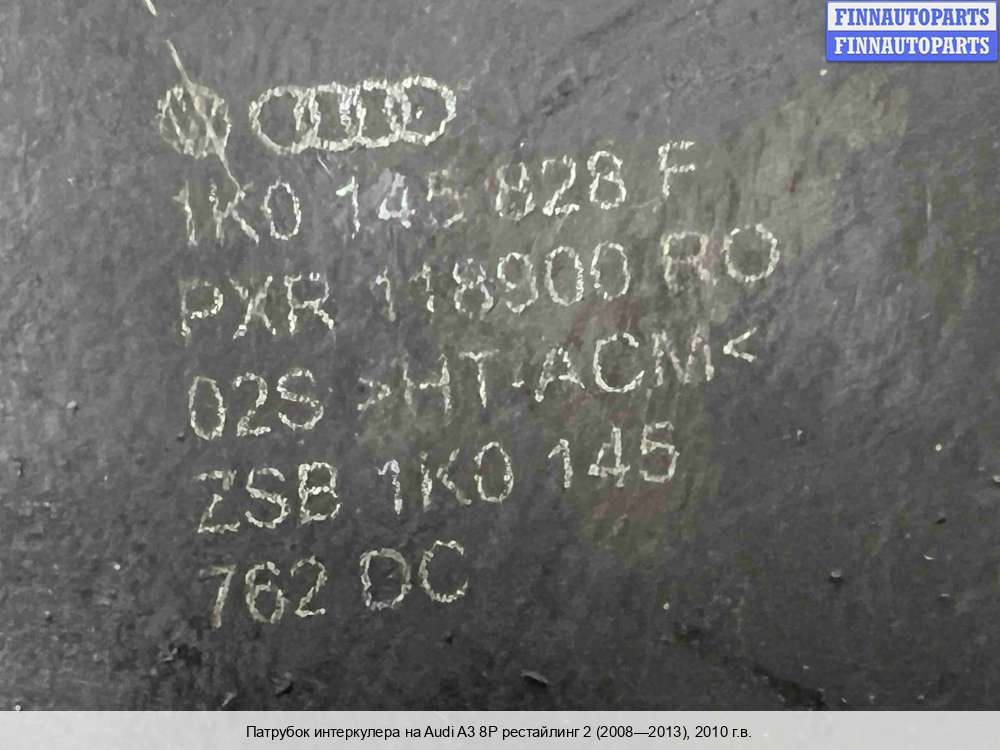 FINNAUTOPARTS
FINNAUTOPARTS
1K0 145 828 F
PXR 118900 RO
02S >HT-ACM<
ZSB 1K0 145
762 DC
Патрубок интеркулера на Audi A3 8P рестайлинг 2 (2008—2013), 2010 г.в.